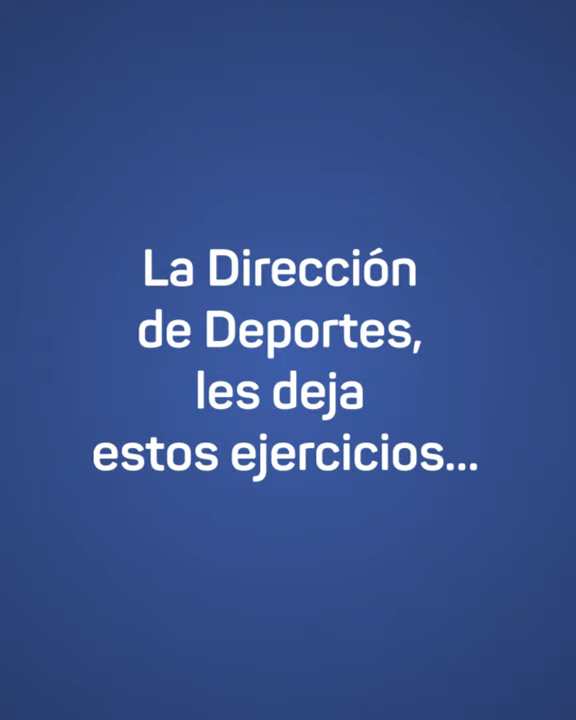 La Dirección
de Deportes,
les deja
estos ejercicios...